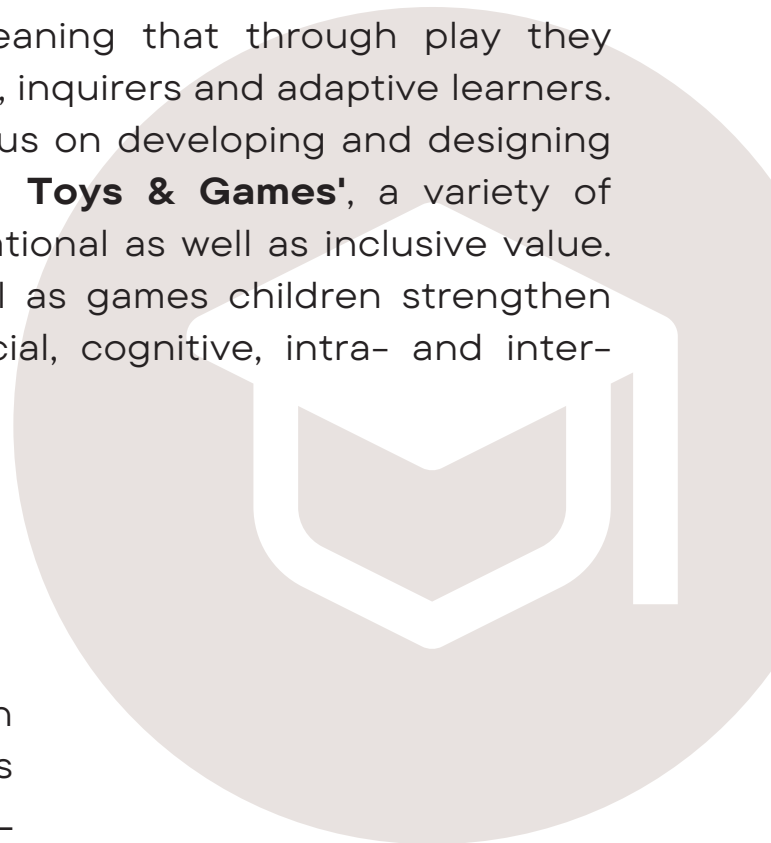 eaning that through play they
, inquirers and adaptive learners.
us on developing and designing
Toys & Games', a variety of
ational as well as inclusive value.
l as games children strengthen
cial, cognitive, intra- and inter-
n
s
-